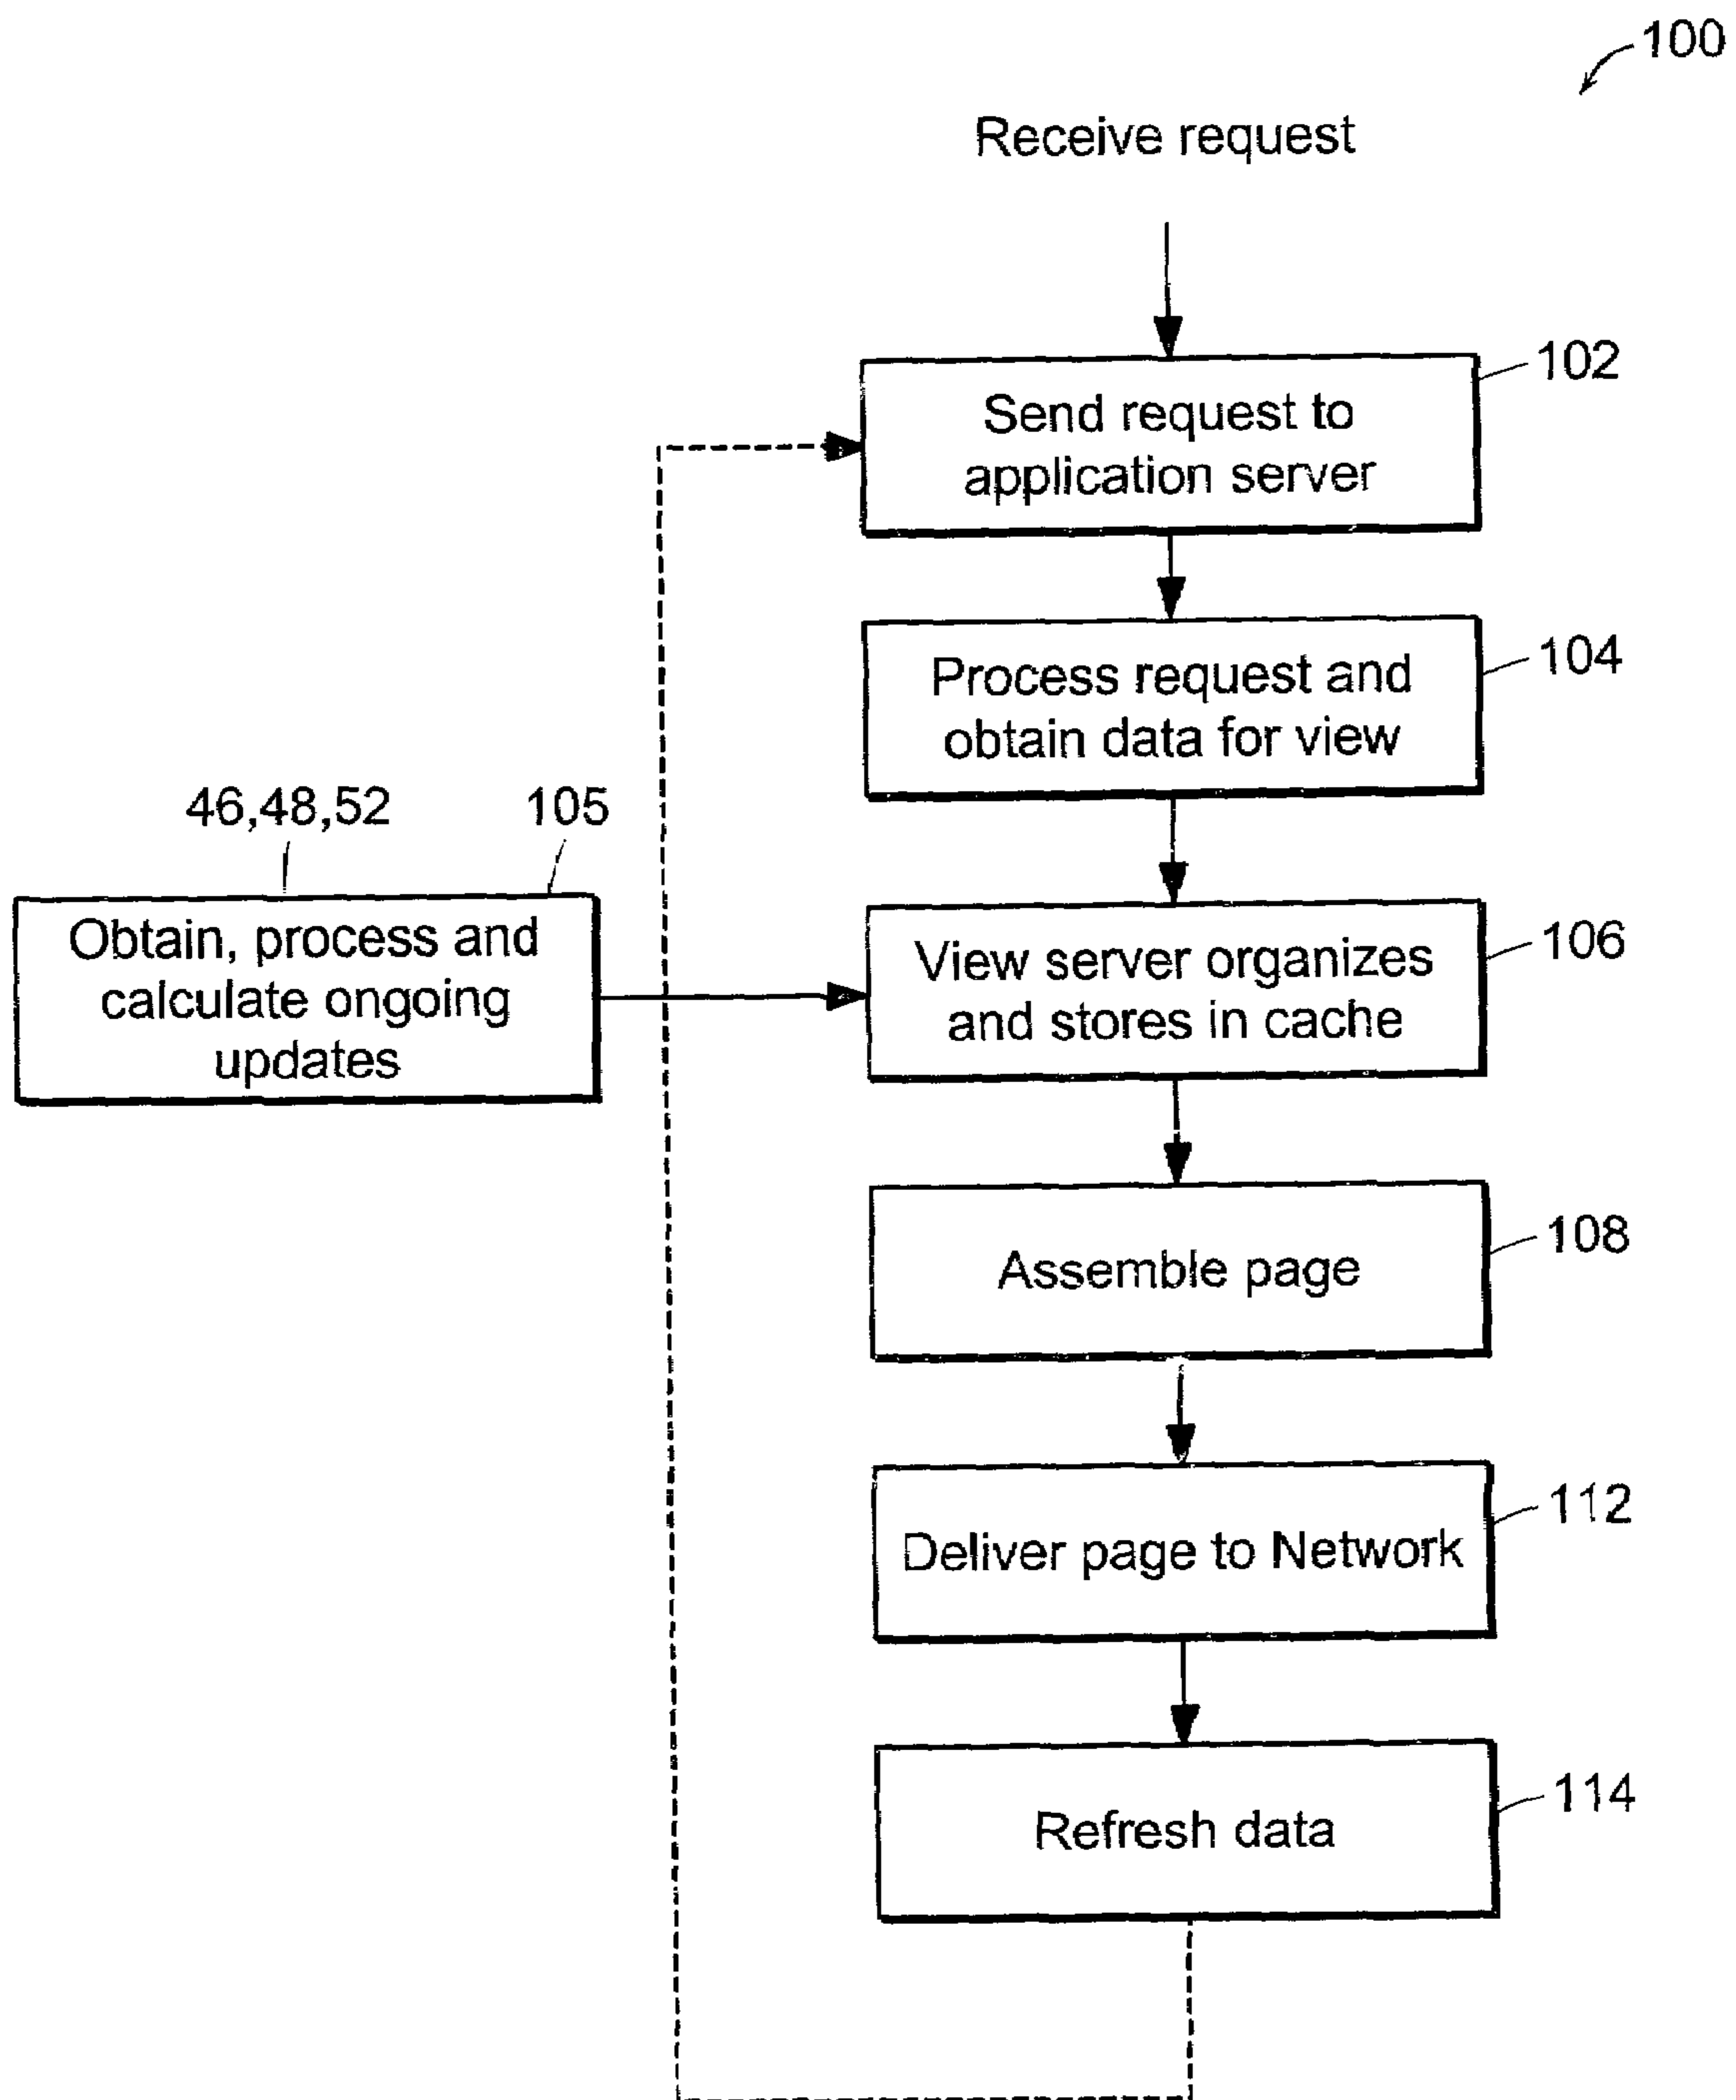 100
Receive request
102
Send request to
application server
104
Process request and
obtain data for view
46,48,52
105
Obtain, process and
calculate ongoing
updates
106
View server organizes
and stores in cache
108
Assemble page
112
Deliver page to Network
114
Refresh data